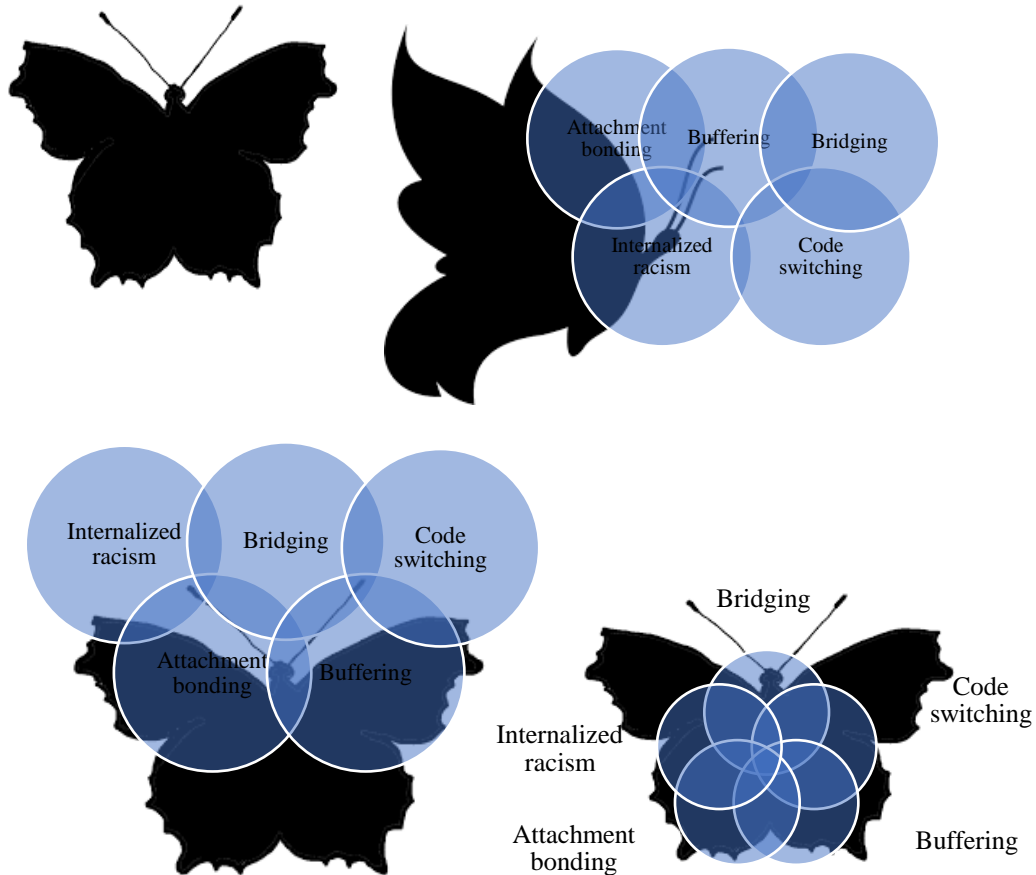 Attachment
bonding
Buffering
Bridging
Internalized
racism
Code
switching
Internalized
racism
Bridging
Code
switching
Attachment
bonding
Buffering
Bridging
Code
switching
Internalized
racism
Attachment
bonding
Buffering